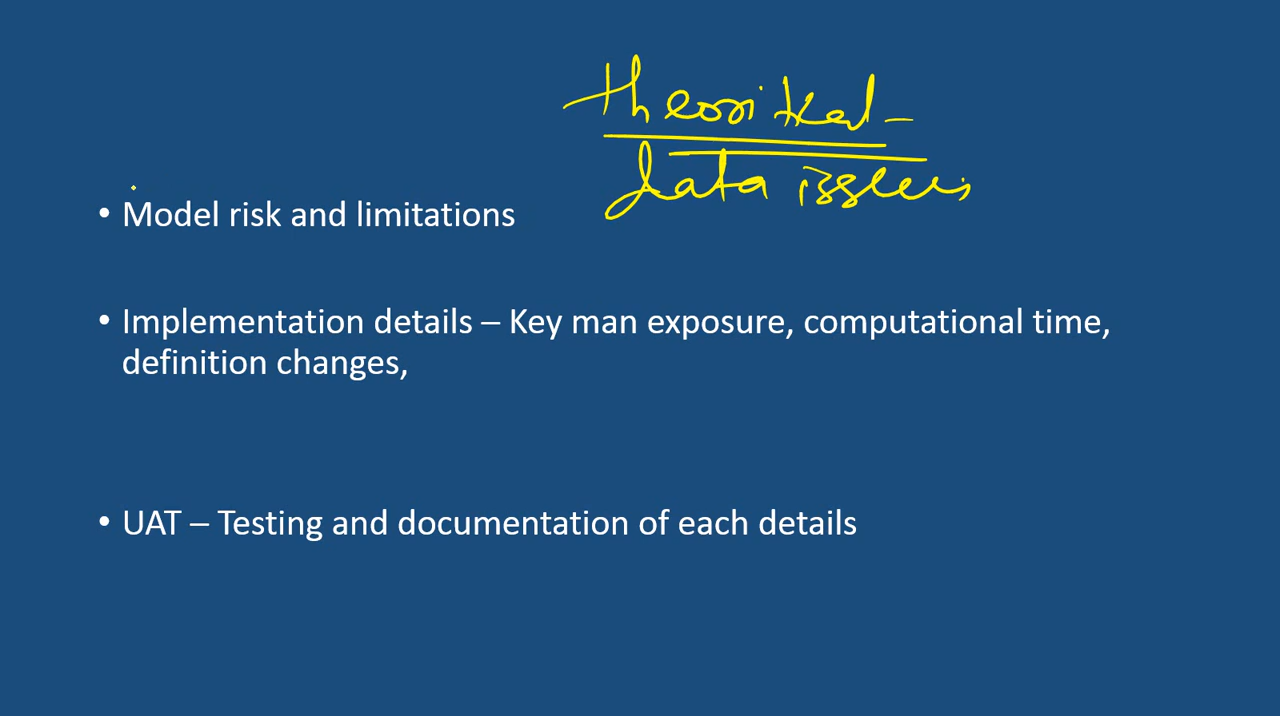 theoritcal -
data issues
• Model risk and limitations
• Implementation details – Key man exposure, computational time,
definition changes,
• UAT – Testing and documentation of each details